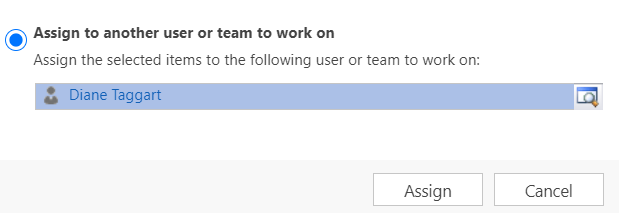 Assign to another user or team to work on
Assign the selected items to the following user or team to work on:
Diane Taggart
Assign
Cancel